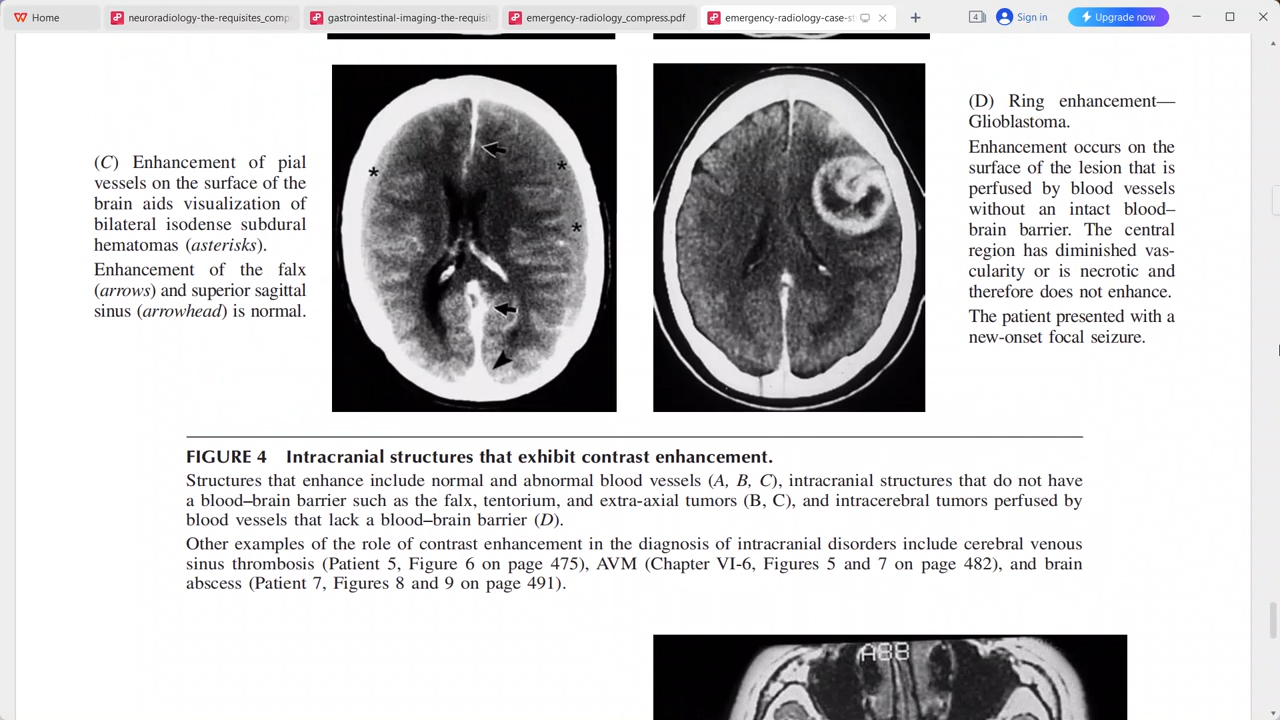 Home
neuroradiology-the-requisites_comp
gastrointestinal-imaging-the-requisit
emergency-radiology_compress.pdf
emergency-radiology-case-st
4
Sign in
Upgrade now
(C) Enhancement of pial
vessels on the surface of the
brain aids visualization of
bilateral isodense subdural
hematomas (asterisks).
Enhancement of the falx
(arrows) and superior sagittal
sinus (arrowhead) is normal.
* * *
(D) Ring enhancement—
Glioblastoma.
Enhancement occurs on the
surface of the lesion that is
perfused by blood vessels
without an intact blood–
brain barrier. The central
region has diminished vas-
cularity or is necrotic and
therefore does not enhance.
The patient presented with a
new-onset focal seizure.
FIGURE 4 Intracranial structures that exhibit contrast enhancement.
Structures that enhance include normal and abnormal blood vessels (A, B, C), intracranial structures that do not have
a blood–brain barrier such as the falx, tentorium, and extra-axial tumors (B, C), and intracerebral tumors perfused by
blood vessels that lack a blood–brain barrier (D).
Other examples of the role of contrast enhancement in the diagnosis of intracranial disorders include cerebral venous
sinus thrombosis (Patient 5, Figure 6 on page 475), AVM (Chapter VI-6, Figures 5 and 7 on page 482), and brain
abscess (Patient 7, Figures 8 and 9 on page 491).
A88